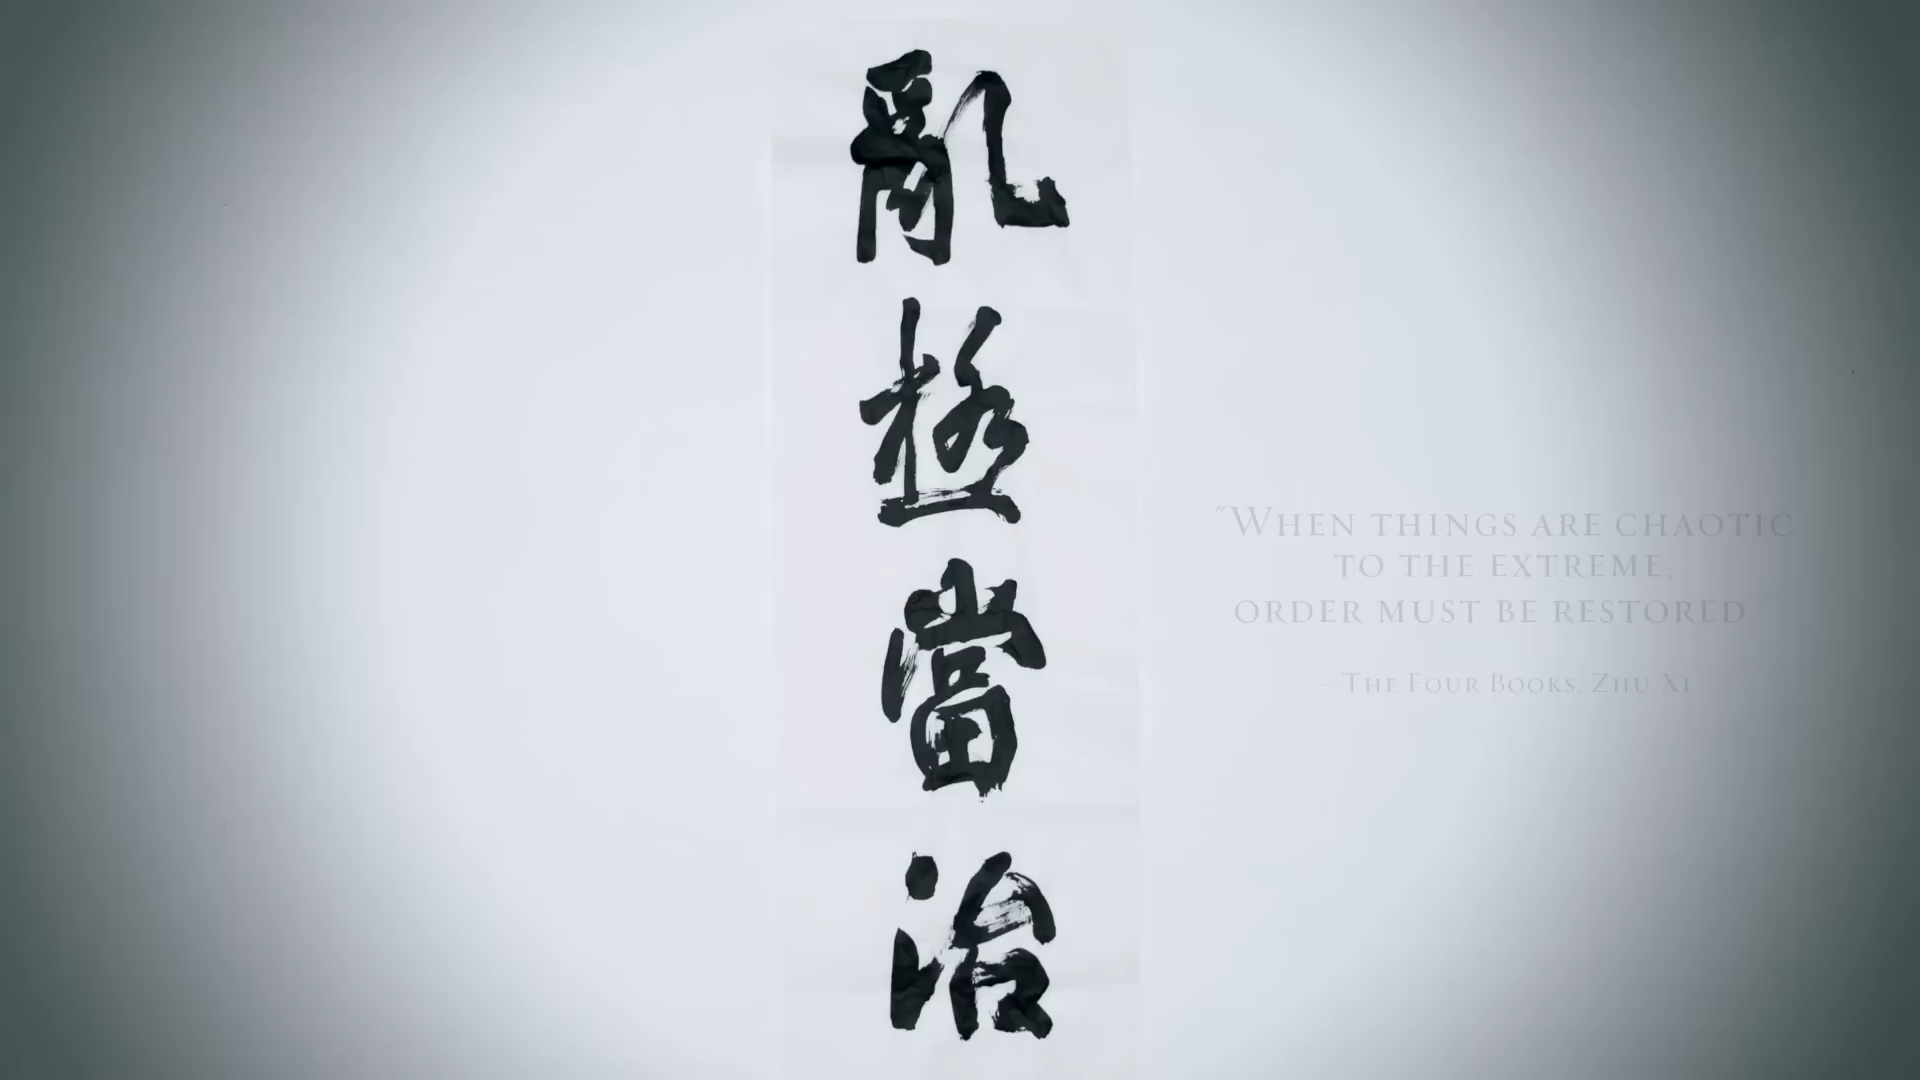 亂極當治
"When things are chaotic
to the extreme,
order must be restored
– The Four Books, Zhu Xi